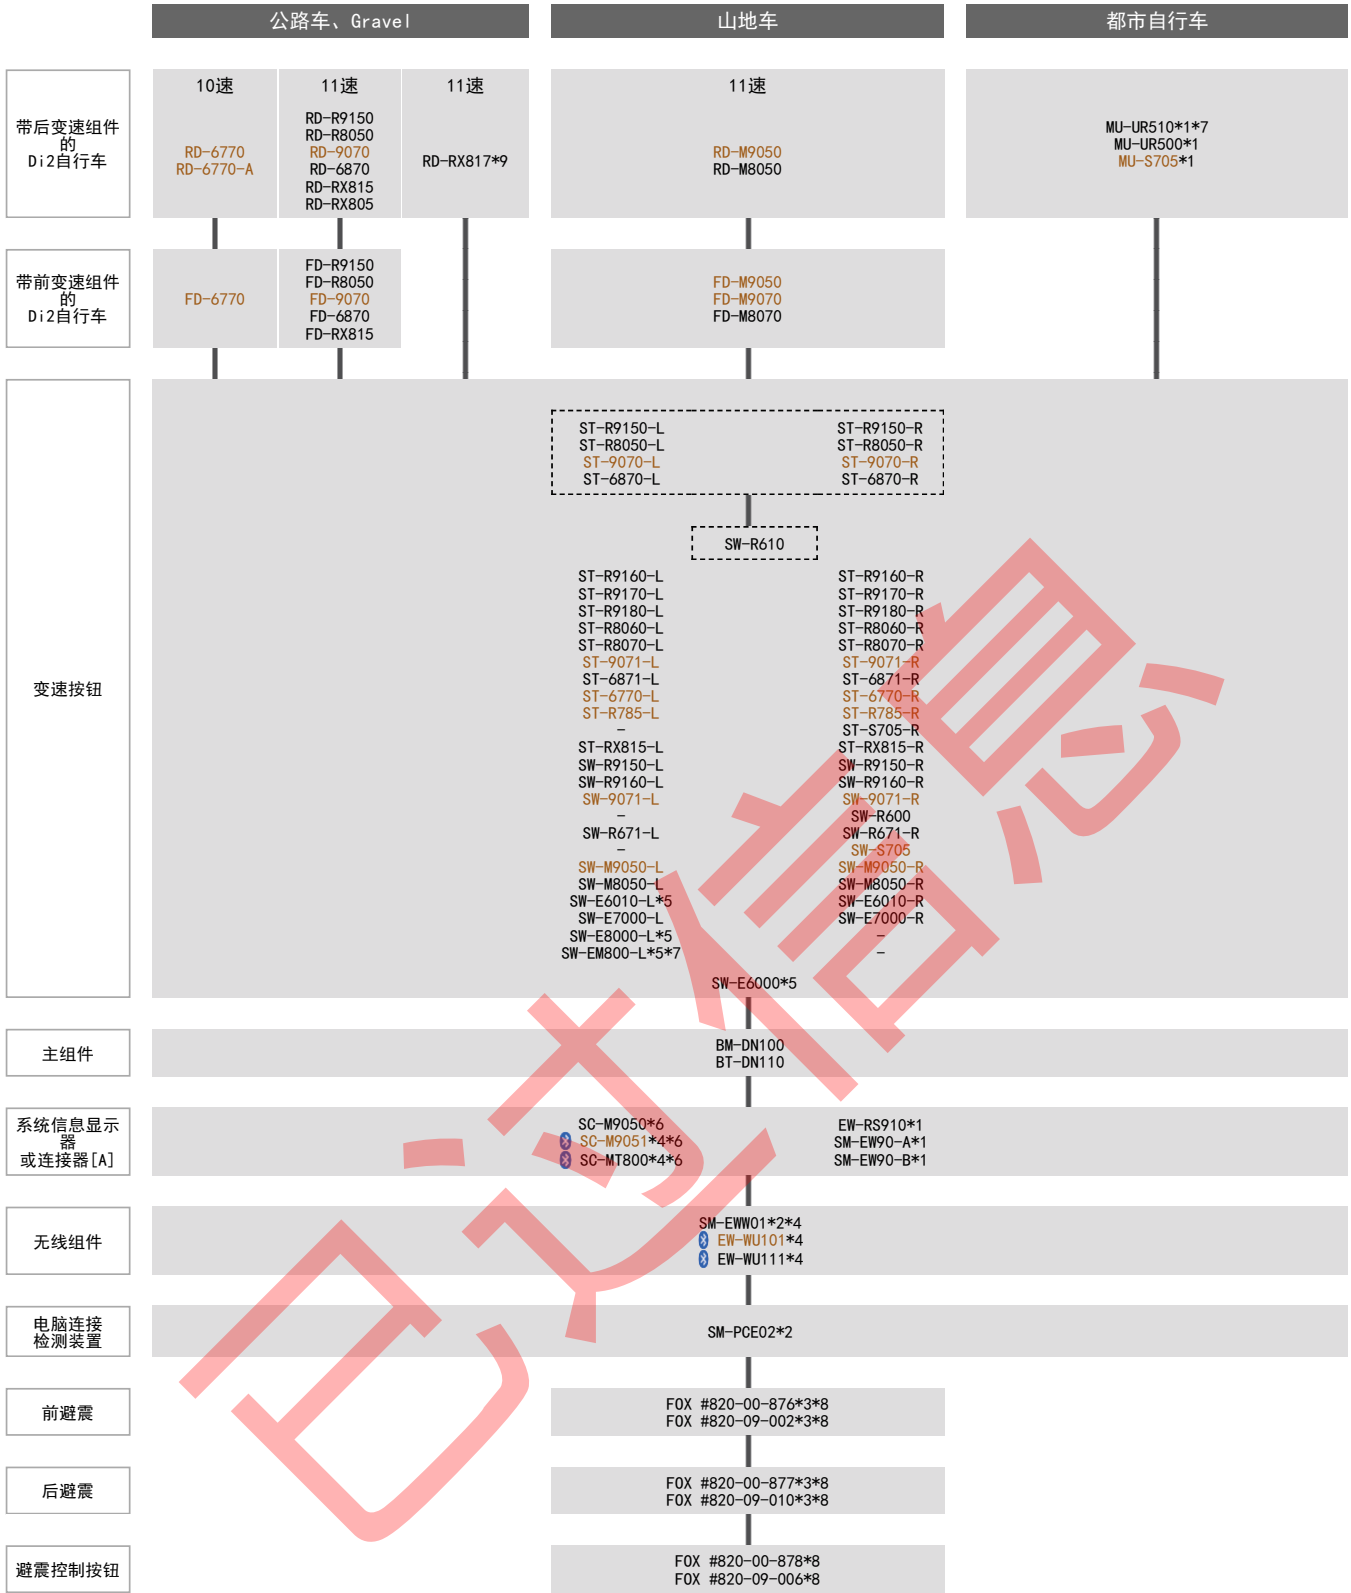 公路车、Gravel
山地车
都市自行车
带后变速组件
的
Di2自行车
10速
RD-6770
RD-6770-A
11速
RD-R9150
RD-R8050
RD-9070
RD-6870
RD-RX815
RD-RX805
11速
RD-RX817*9
11速
RD-M9050
RD-M8050
MU-UR510*1*7
MU-UR500*1
MU-S705*1
带前变速组件
的
Di2自行车
FD-6770
FD-R9150
FD-R8050
FD-9070
FD-6870
FD-RX815
FD-M9050
FD-M9070
FD-M8070
变速按钮
ST-R9150-L ST-R9150-R
ST-R8050-L ST-R8050-R
ST-9070-L ST-9070-R
ST-6870-L ST-6870-R
SW-R610
ST-R9160-L ST-R9160-R
ST-R9170-L ST-R9170-R
ST-R9180-L ST-R9180-R
ST-R8060-L ST-R8060-R
ST-R8070-L ST-R8070-R
ST-9071-L ST-9071-R
ST-6871-L ST-6871-R
ST-6770-L ST-6770-R
ST-R785-L ST-R785-R
- ST-S705-R
ST-RX815-L ST-RX815-R
SW-R9150-L SW-R9150-R
SW-R9160-L SW-R9160-R
SW-9071-L SW-9071-R
- SW-R600
SW-R671-L SW-R671-R
- SW-S705
SW-M9050-L SW-M9050-R
SW-M8050-L SW-M8050-R
SW-E6010-L*5 SW-E6010-R
SW-E7000-L SW-E7000-R
SW-E8000-L*5 -
SW-EM800-L*5*7 -
SW-E6000*5
主组件
BM-DN100
BT-DN110
系统信息显示
器
或连接器[A]
SC-M9050*6 EW-RS910*1
SC-M9051*4*6 SM-EW90-A*1
SC-MT800*4*6 SM-EW90-B*1
无线组件
SM-EWW01*2*4
EW-WU101*4
EW-WU111*4
电脑连接
检测装置
SM-PCE02*2
前避震
FOX #820-00-876*3*8
FOX #820-09-002*3*8
后避震
FOX #820-00-877*3*8
FOX #820-09-010*3*8
避震控制按钮
FOX #820-00-878*8
FOX #820-09-006*8
已过信息